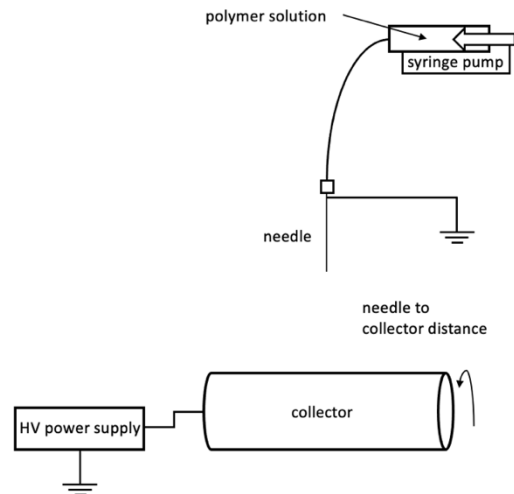 polymer solution
syringe pump
needle
needle to
collector distance
collector
HV power supply